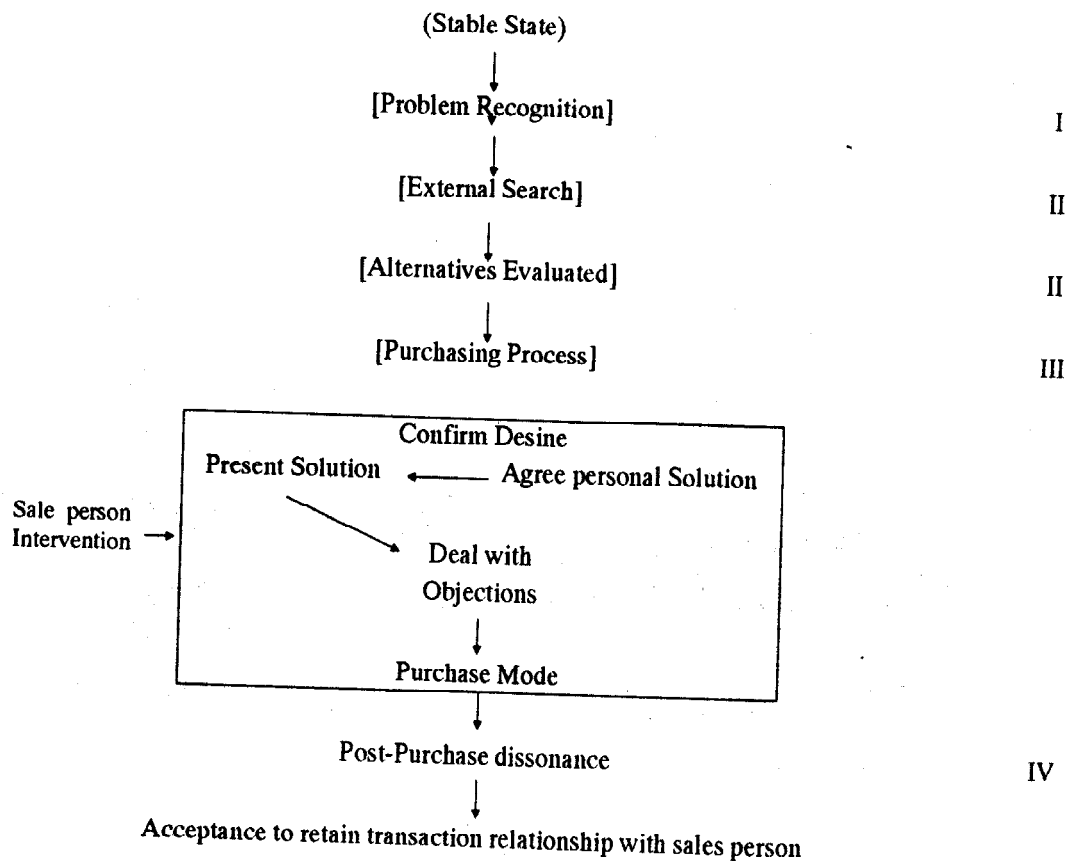 (Stable State)
[Problem Recognition]
I
[External Search]
II
[Alternatives Evaluated]
II
[Purchasing Process]
III
Confirm Desine
Present Solution
Agree personal Solution
Sale person
Intervention
Deal with
Objections
Purchase Mode
Post-Purchase dissonance
IV
Acceptance to retain transaction relationship with sales person